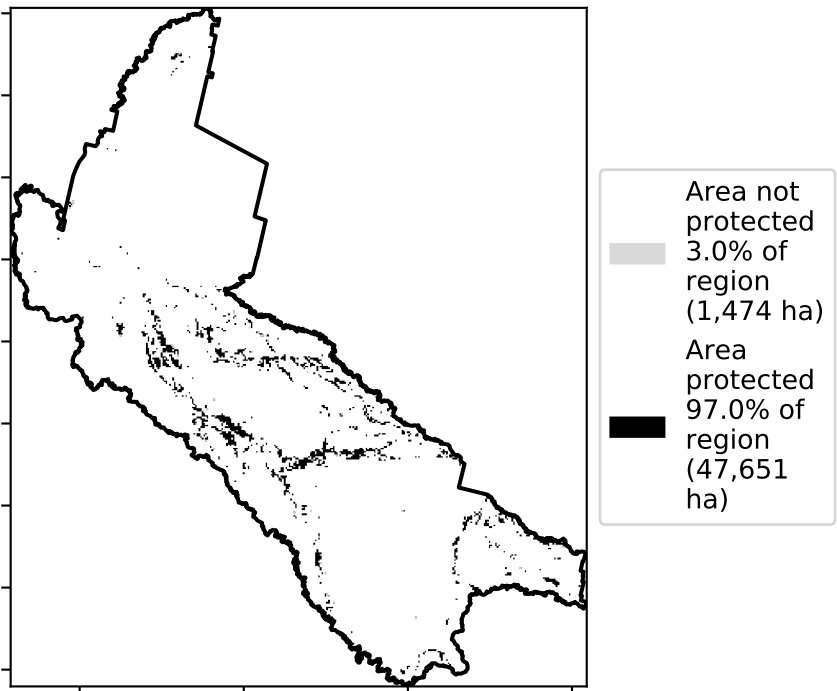 Area not
protected
3.0% of
region
(1,474 ha)
Area
protected
97.0% of
region
(47,651
ha)